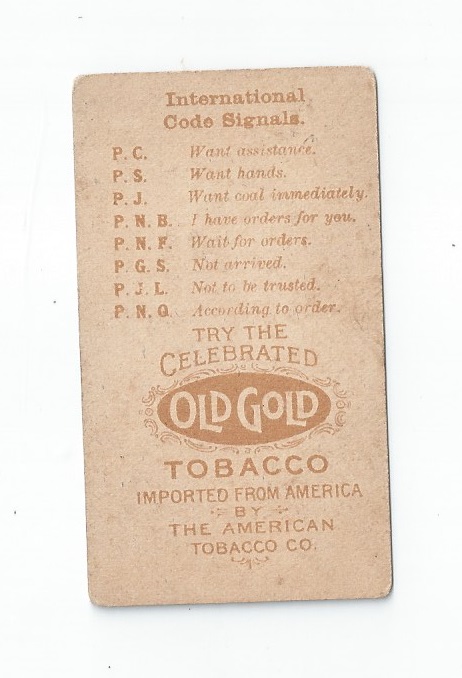 International
Code Signals.
P. C. Want assistance.
P. S. Want hands.
P. J. Want coal immediately.
P. N. B. I have orders for you.
P. N. F. Wait for orders.
P. G. S. Not arrived.
P. J. L. Not to be trusted.
P. N. Q. According to order.
TRY THE
CELEBRATED
OLD GOLD
TOBACCO
IMPORTED FROM AMERICA
BY
THE AMERICAN
TOBACCO CO.